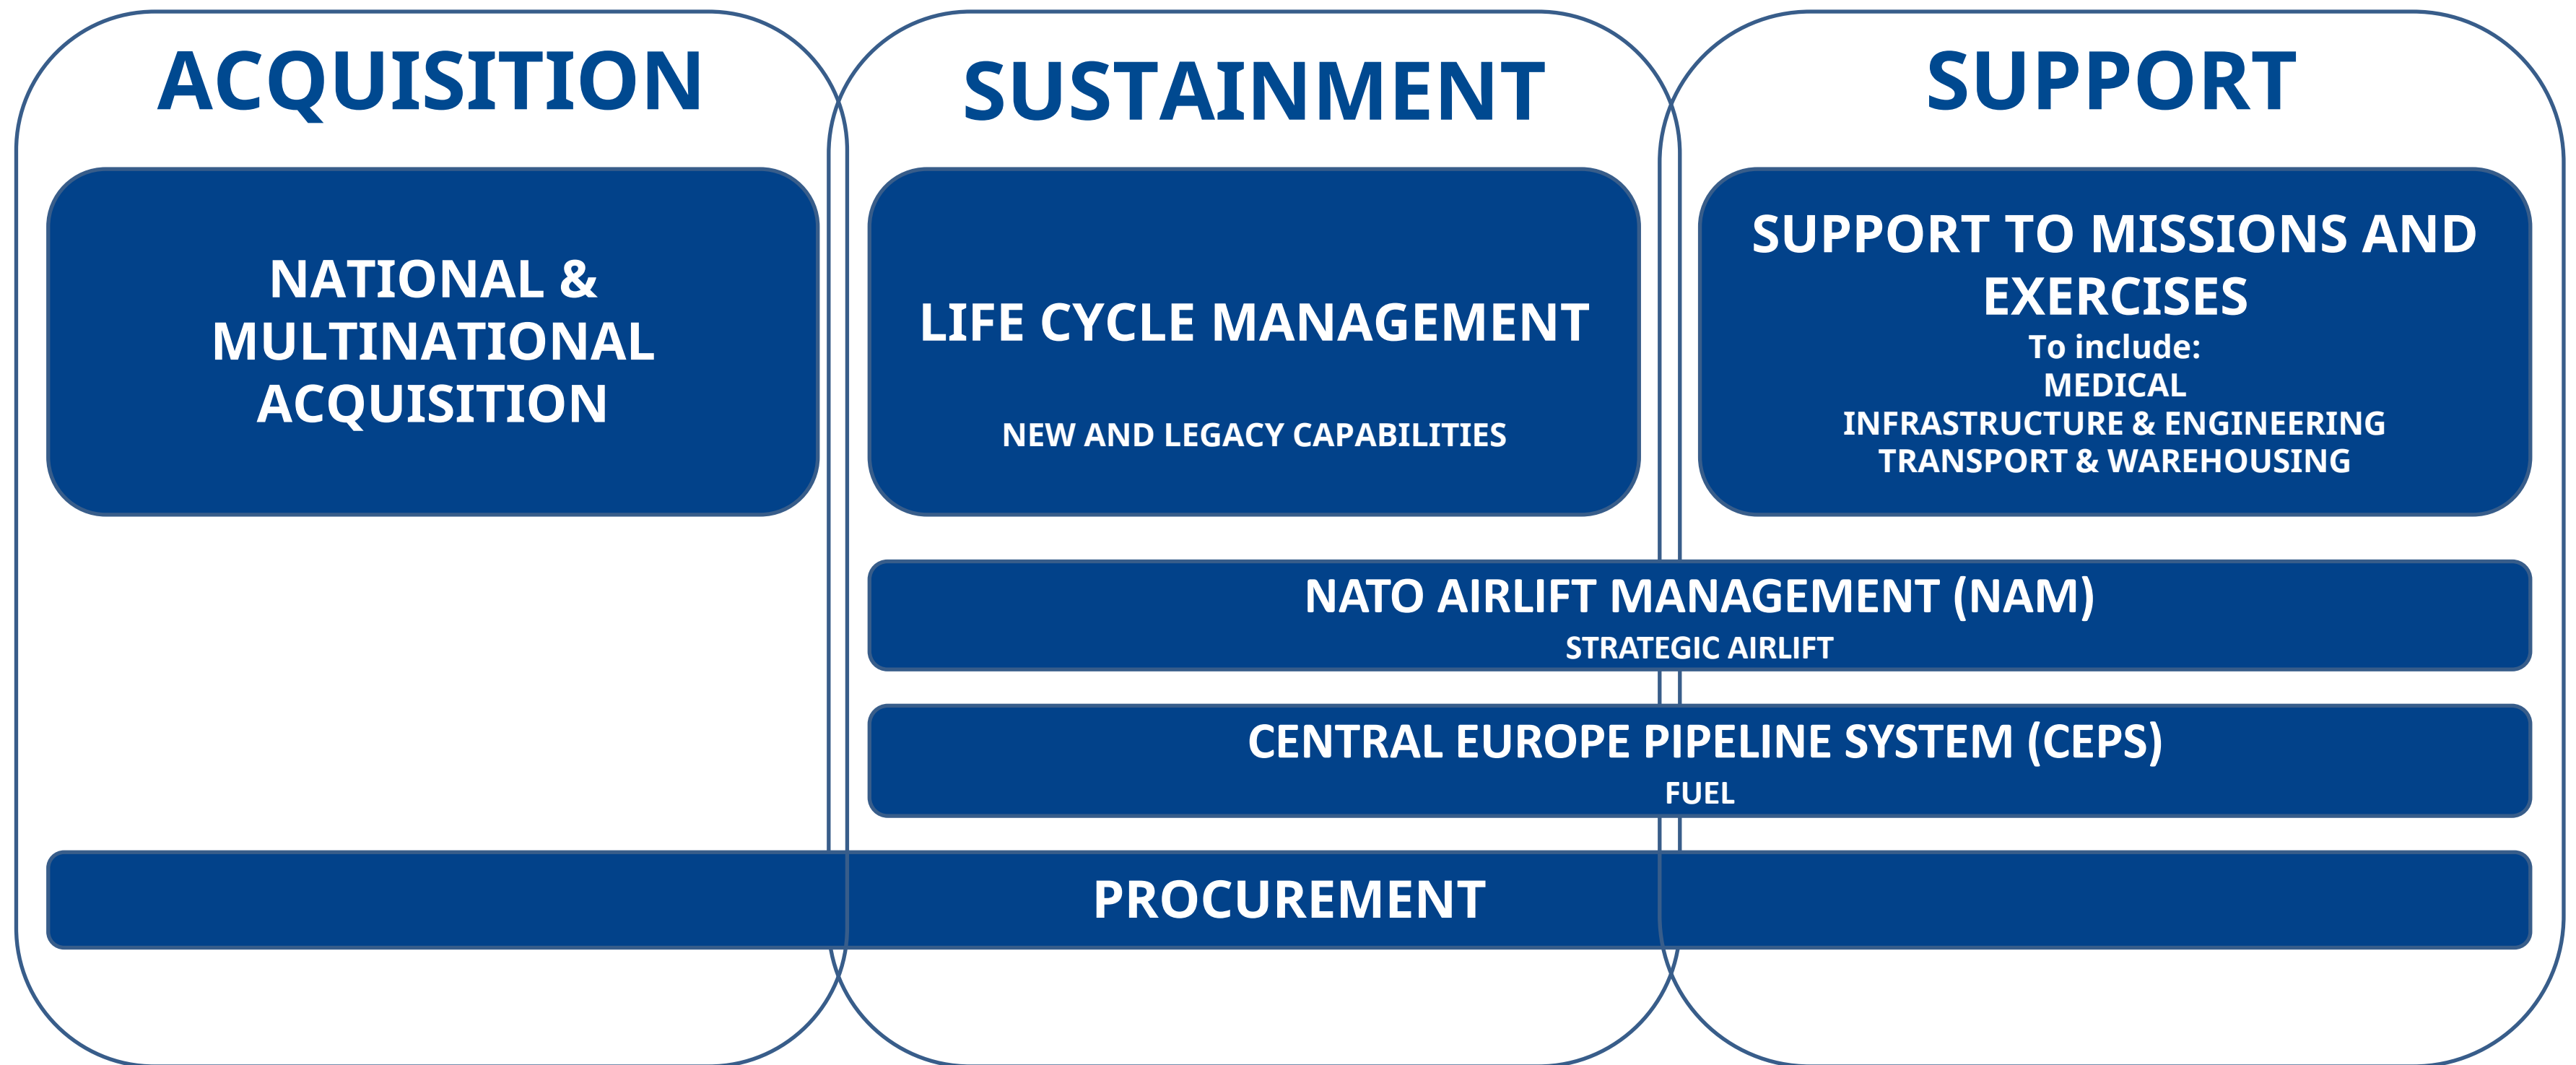 ACQUISITION
NATIONAL &
MULTINATIONAL
ACQUISITION
SUSTAINMENT
LIFE CYCLE MANAGEMENT
NEW AND LEGACY CAPABILITIES
SUPPORT
SUPPORT TO MISSIONS AND
EXERCISES
To include:
MEDICAL
INFRASTRUCTURE & ENGINEERING
TRANSPORT & WAREHOUSING
NATO AIRLIFT MANAGEMENT (NAM)
STRATEGIC AIRLIFT
CENTRAL EUROPE PIPELINE SYSTEM (CEPS)
FUEL
PROCUREMENT